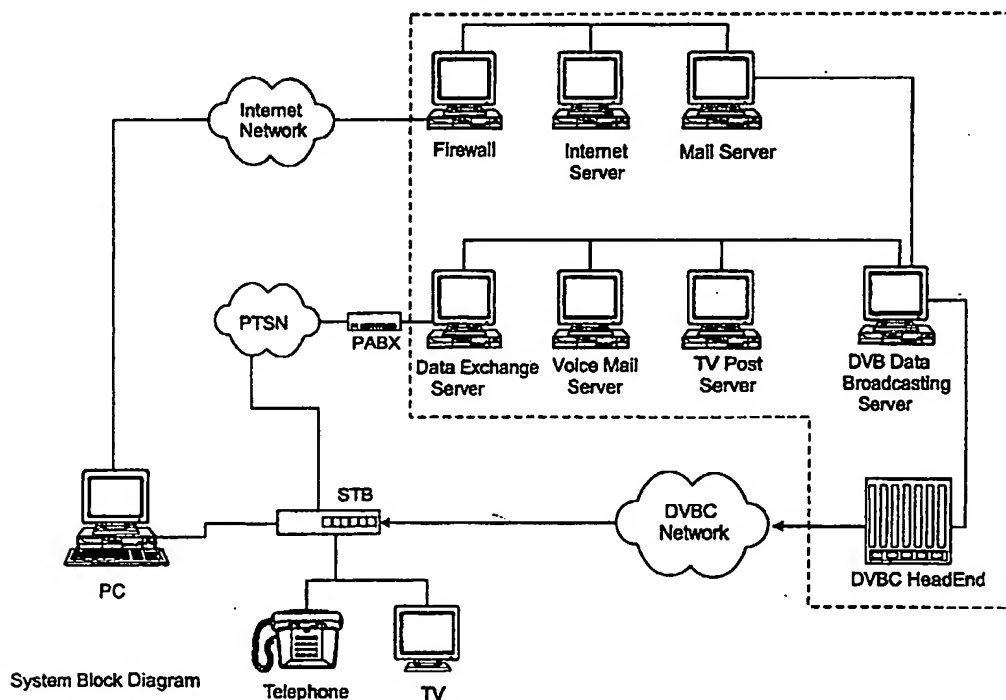 Internet
Network
Firewall
Internet
Server
Mail Server
PTSN
PABX
Data Exchange
Server
Voice Mail
Server
TV Post
Server
DVB Data
Broadcasting
Server
STB
DVBC
Network
PC
DVBC HeadEnd
System Block Diagram
Telephone
TV